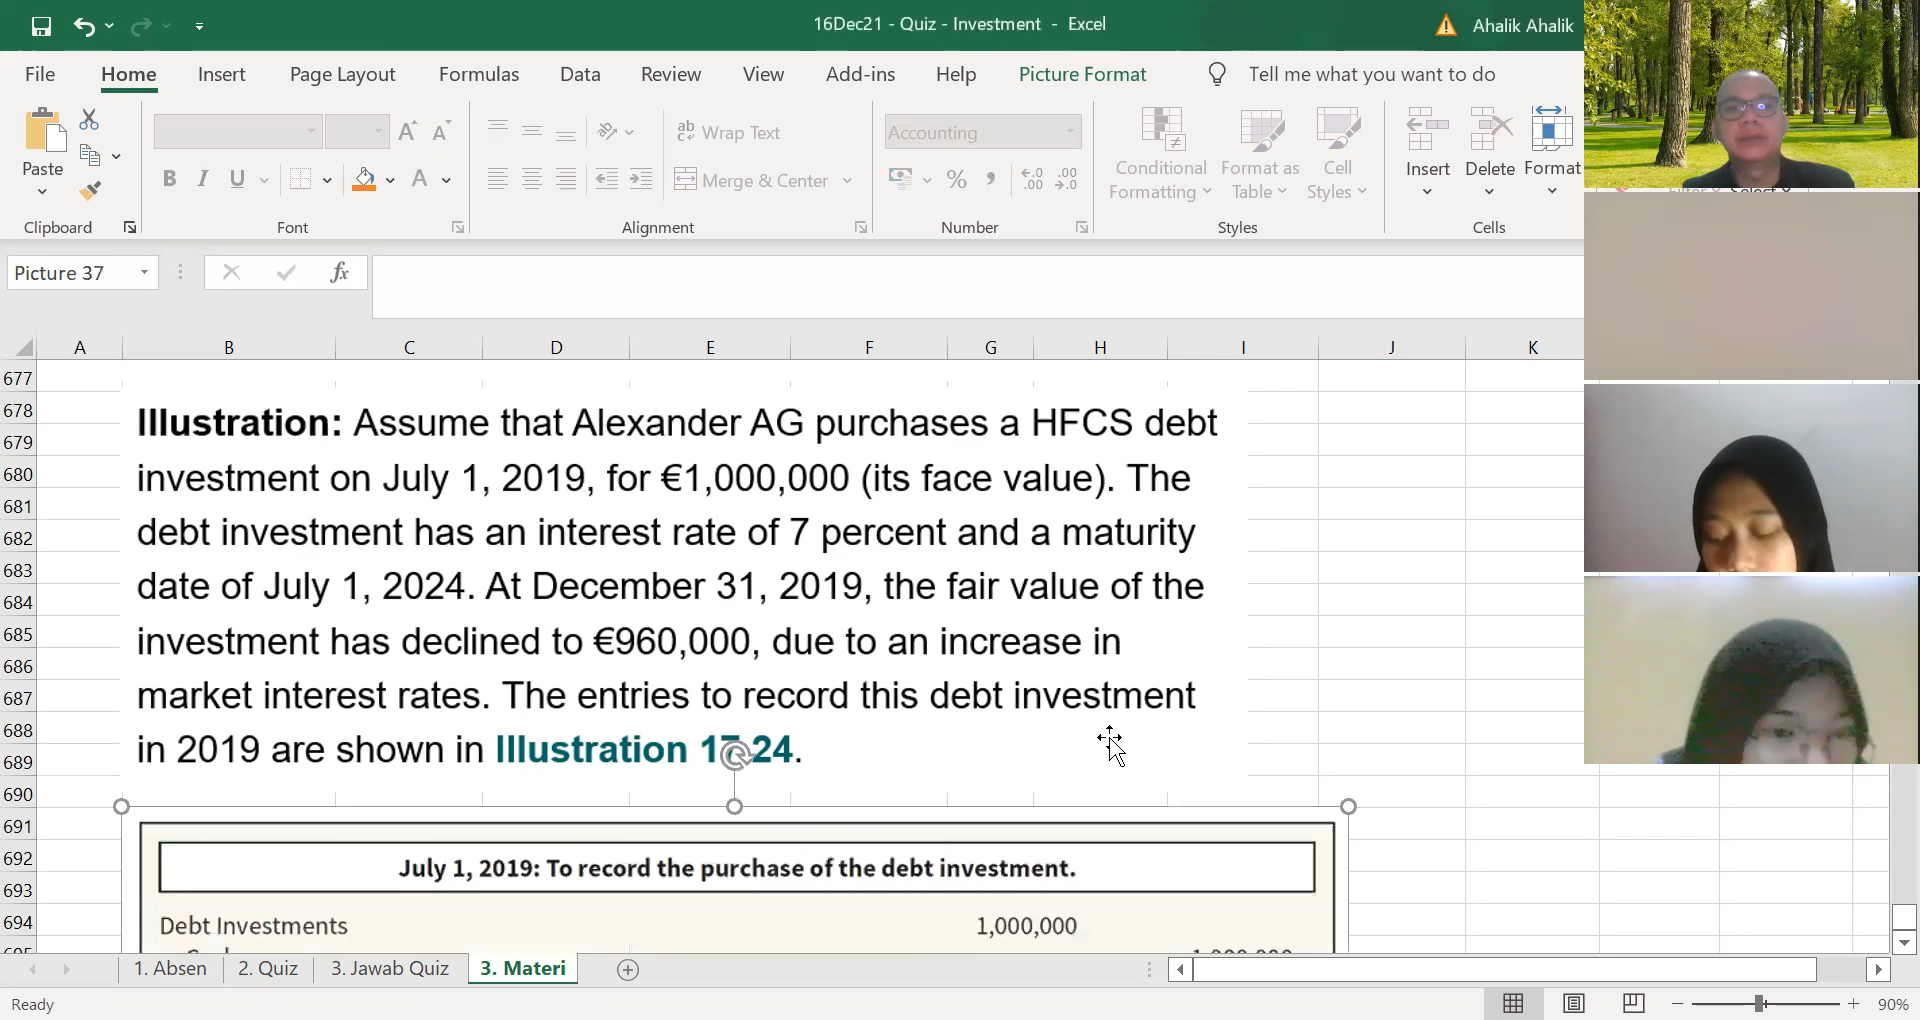 16Dec21 - Quiz - Investment - Excel
Ahalik Ahalik
File Home Insert Page Layout Formulas Data Review View Add-ins Help Picture Format Tell me what you want to do
Paste
Wrap Text
Merge & Center
Accounting
Conditional Formatting
Format as Table
Cell Styles
Insert
Delete
Format
Clipboard Font Alignment Number Styles Cells
Picture 37
fx
A B C D E F G H I J K
677
678
679
680
681
682
683
684
685
686
687
688
689
690
691
692
693
694
Illustration: Assume that Alexander AG purchases a HFCS debt
investment on July 1, 2019, for €1,000,000 (its face value). The
debt investment has an interest rate of 7 percent and a maturity
date of July 1, 2024. At December 31, 2019, the fair value of the
investment has declined to €960,000, due to an increase in
market interest rates. The entries to record this debt investment
in 2019 are shown in Illustration 17.24.
July 1, 2019: To record the purchase of the debt investment.
Debt Investments 1,000,000
1. Absen 2. Quiz 3. Jawab Quiz 3. Materi
Ready
90%